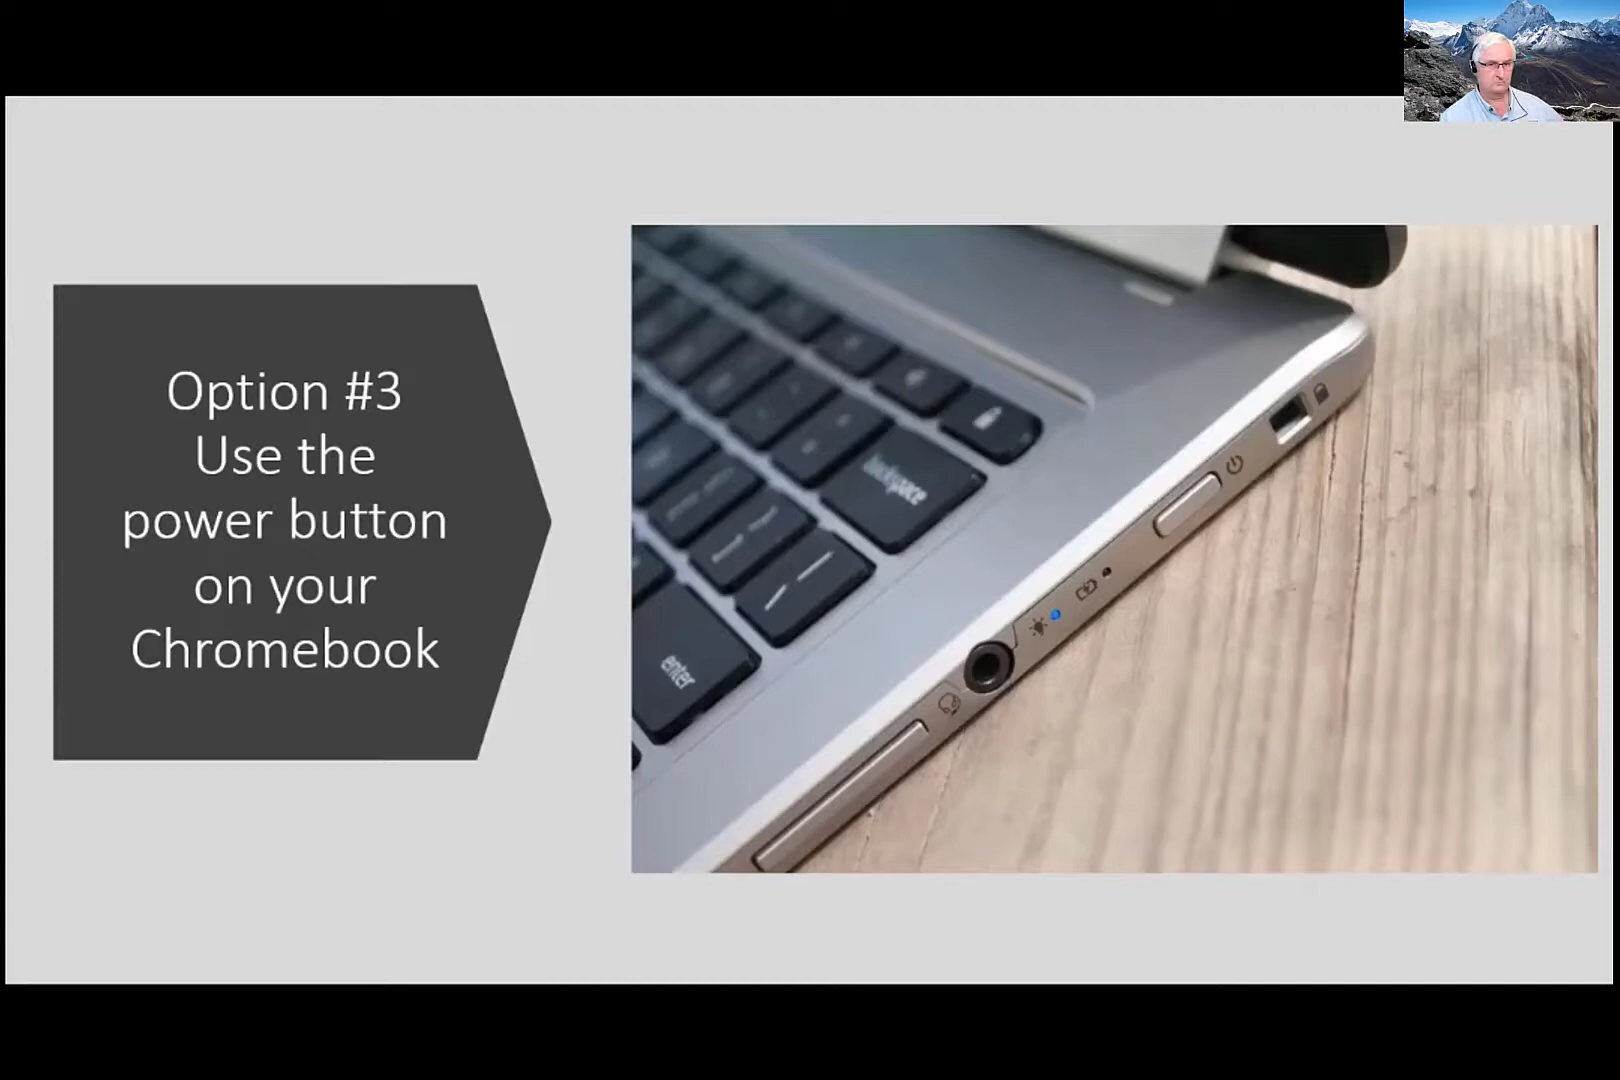 Option #3
Use the
power button
on your
Chromebook
backspace
enter